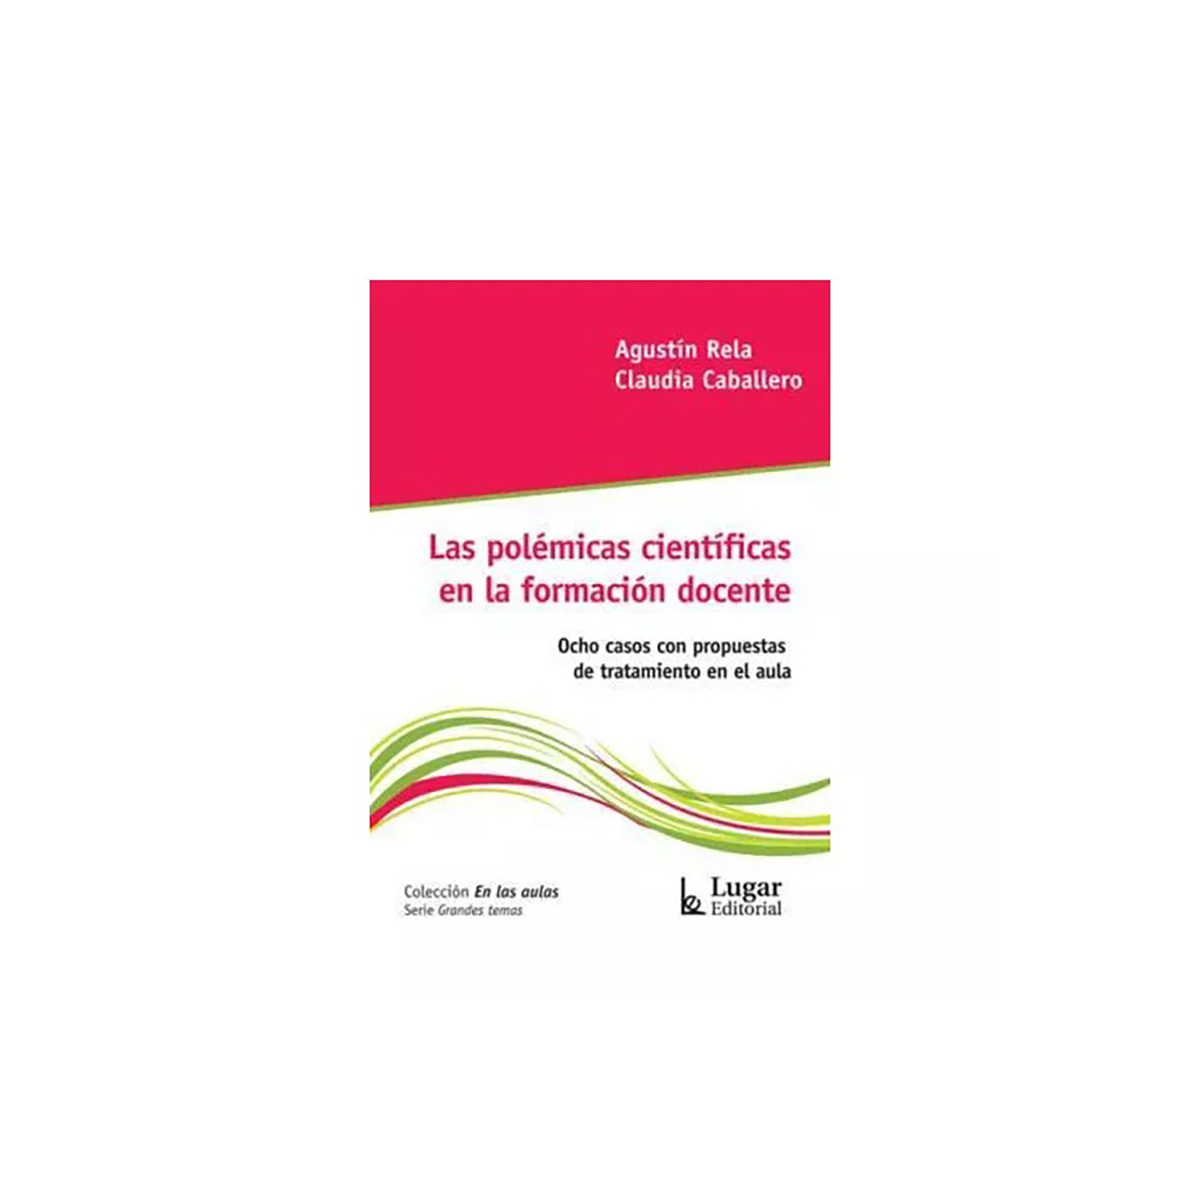 Agustín Rela
Claudia Caballero
Las polémicas científicas
en la formación docente
Ocho casos con propuestas
de tratamiento en el aula
Colección En las aulas
Serie Grandes temas
Lugar
Editorial